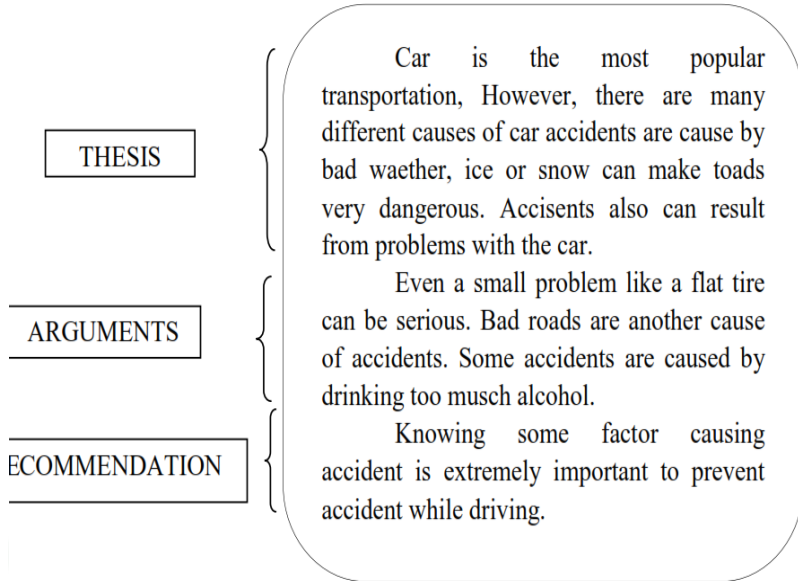 Car is the most popular
transportation, However, there are many
different causes of car accidents are cause by
THESIS
bad waether, ice or snow can make toads
very dangerous. Accisents also can result
from problems with the car.
Even a small problem like a flat tire
can be serious. Bad roads are another cause
ARGUMENTS
of accidents. Some accidents are caused by
drinking too musch alcohol.
Knowing some factor causing
ECOMMENDATION
accident is extremely important to prevent
accident while driving.